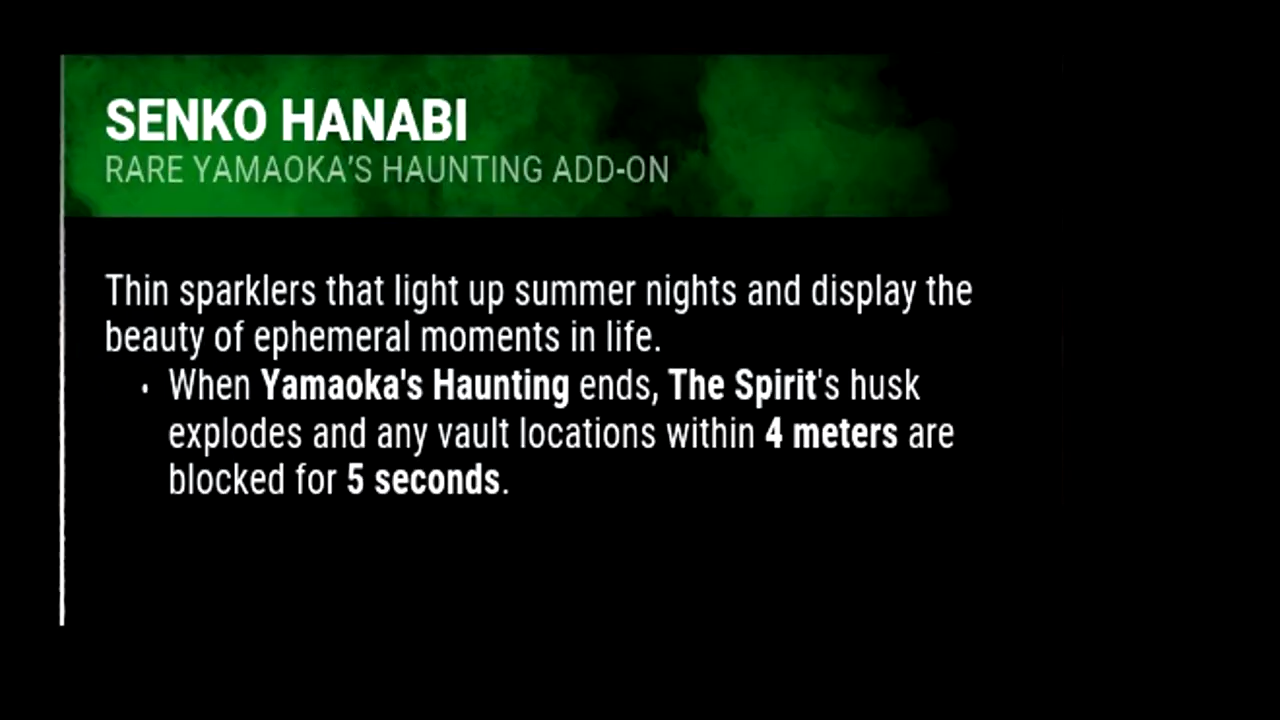 SENKO HANABI
RARE YAMAOKA'S HAUNTING ADD-ON
Thin sparklers that light up summer nights and display the
beauty of ephemeral moments in life.
• When Yamaoka's Haunting ends, The Spirit's husk
explodes and any vault locations within 4 meters are
blocked for 5 seconds.